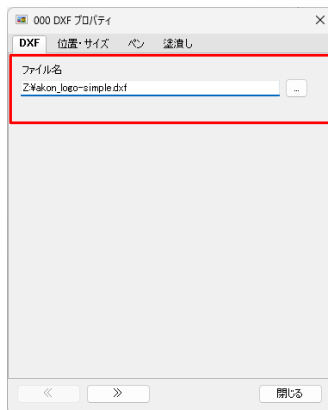 000 DXF プロパティ
DXF 位置・サイズ ペン 塗潰し
ファイル名
Z:¥akon_logo-simple.dxf
...
閉じる